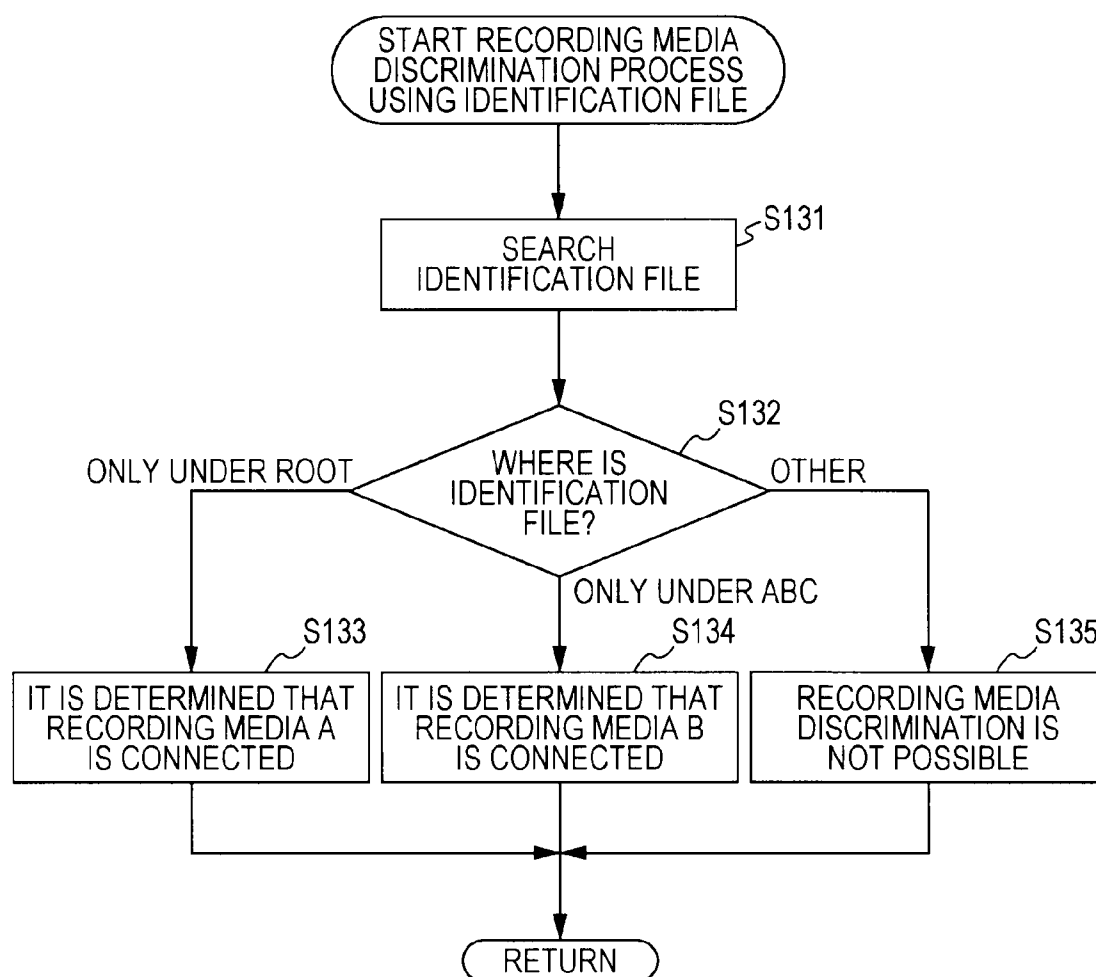 START RECORDING MEDIA
DISCRIMINATION PROCESS
USING IDENTIFICATION FILE
S131
SEARCH
IDENTIFICATION FILE
S132
ONLY UNDER ROOT
WHERE IS
IDENTIFICATION
FILE?
OTHER
ONLY UNDER ABC
S133
IT IS DETERMINED THAT
RECORDING MEDIA A
IS CONNECTED
S134
IT IS DETERMINED THAT
RECORDING MEDIA B
IS CONNECTED
S135
RECORDING MEDIA
DISCRIMINATION IS
NOT POSSIBLE
RETURN